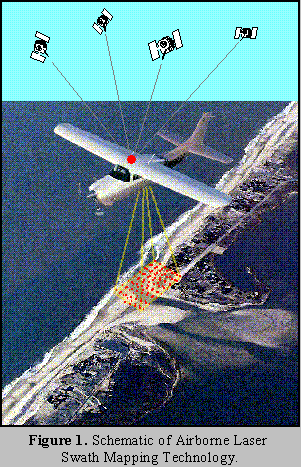 Figure 1. Schematic of Airborne Laser
Swath Mapping Technology.